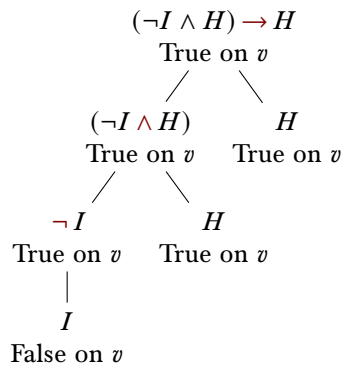 (¬I ∧ H) → H
True on v
(¬I ∧ H)
H
True on v
True on v
¬ I
H
True on v
True on v
I
False on v